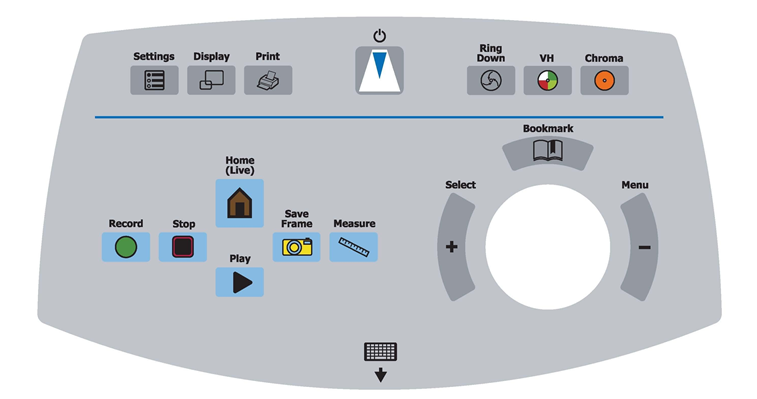 Settings
Display
Print
Ring
Down
VH
Chroma
Bookmark
Home
(Live)
Select
Menu
Record
Stop
Save
Frame
Measure
+
–
Play